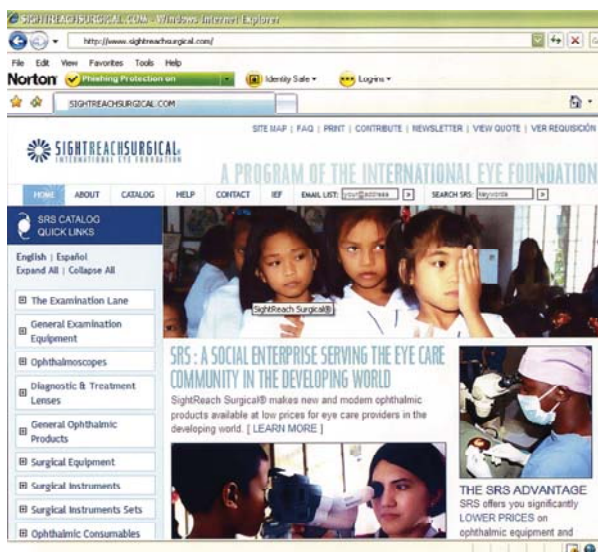 SIGHTREACHSURGICAL.COM - Windows Internet Explorer
http://www.sightreachsurgical.com/
File Edit View Favorites Tools Help
Norton Phishing Protection on Identity Safe Logins
SIGHTREACHSURGICAL.COM
SITE MAP | FAQ | PRINT | CONTRIBUTE | NEWSLETTER | VIEW QUOTE | VER REQUISICIÓN
SIGHTREACHSURGICAL®
INTERNATIONAL EYE FOUNDATION
A PROGRAM OF THE INTERNATIONAL EYE FOUNDATION
HOME ABOUT CATALOG HELP CONTACT IEF EMAIL LIST: your@address SEARCH SRS: keywords
SRS CATALOG
QUICK LINKS
English | Español
Expand All | Collapse All
The Examination Lane
General Examination
Equipment
Ophthalmoscopes
Diagnostic & Treatment
Lenses
General Ophthalmic
Products
Surgical Equipment
Surgical Instruments
Surgical Instruments Sets
Ophthalmic Consumables
SightReach Surgical®
SRS : A SOCIAL ENTERPRISE SERVING THE EYE CARE
COMMUNITY IN THE DEVELOPING WORLD
SightReach Surgical® makes new and modern ophthalmic
products available at low prices for eye care providers in the
developing world. [ LEARN MORE ]
THE SRS ADVANTAGE
SRS offers you significantly
LOWER PRICES on
ophthalmic equipment and